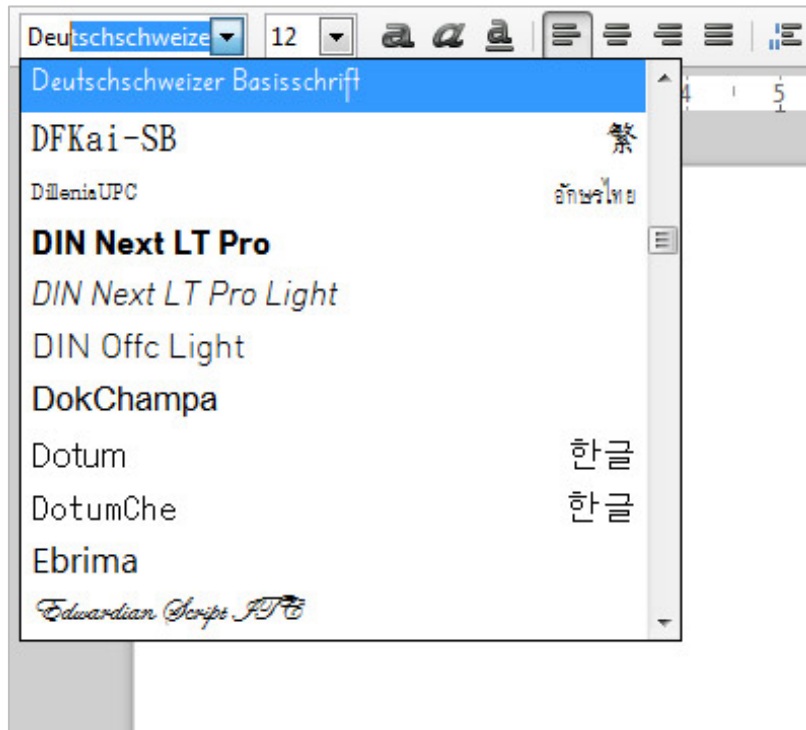 Deutschschweize 12 a a a
Deutschschweizer Basisschrift 4 5
DFKai-SB 繁
DilleniaUPC อักษรไทย
DIN Next LT Pro
DIN Next LT Pro Light
DIN Offc Light
DokChampa
Dotum 한글
DotumChe 한글
Ebrima
Edwardian Script ITC